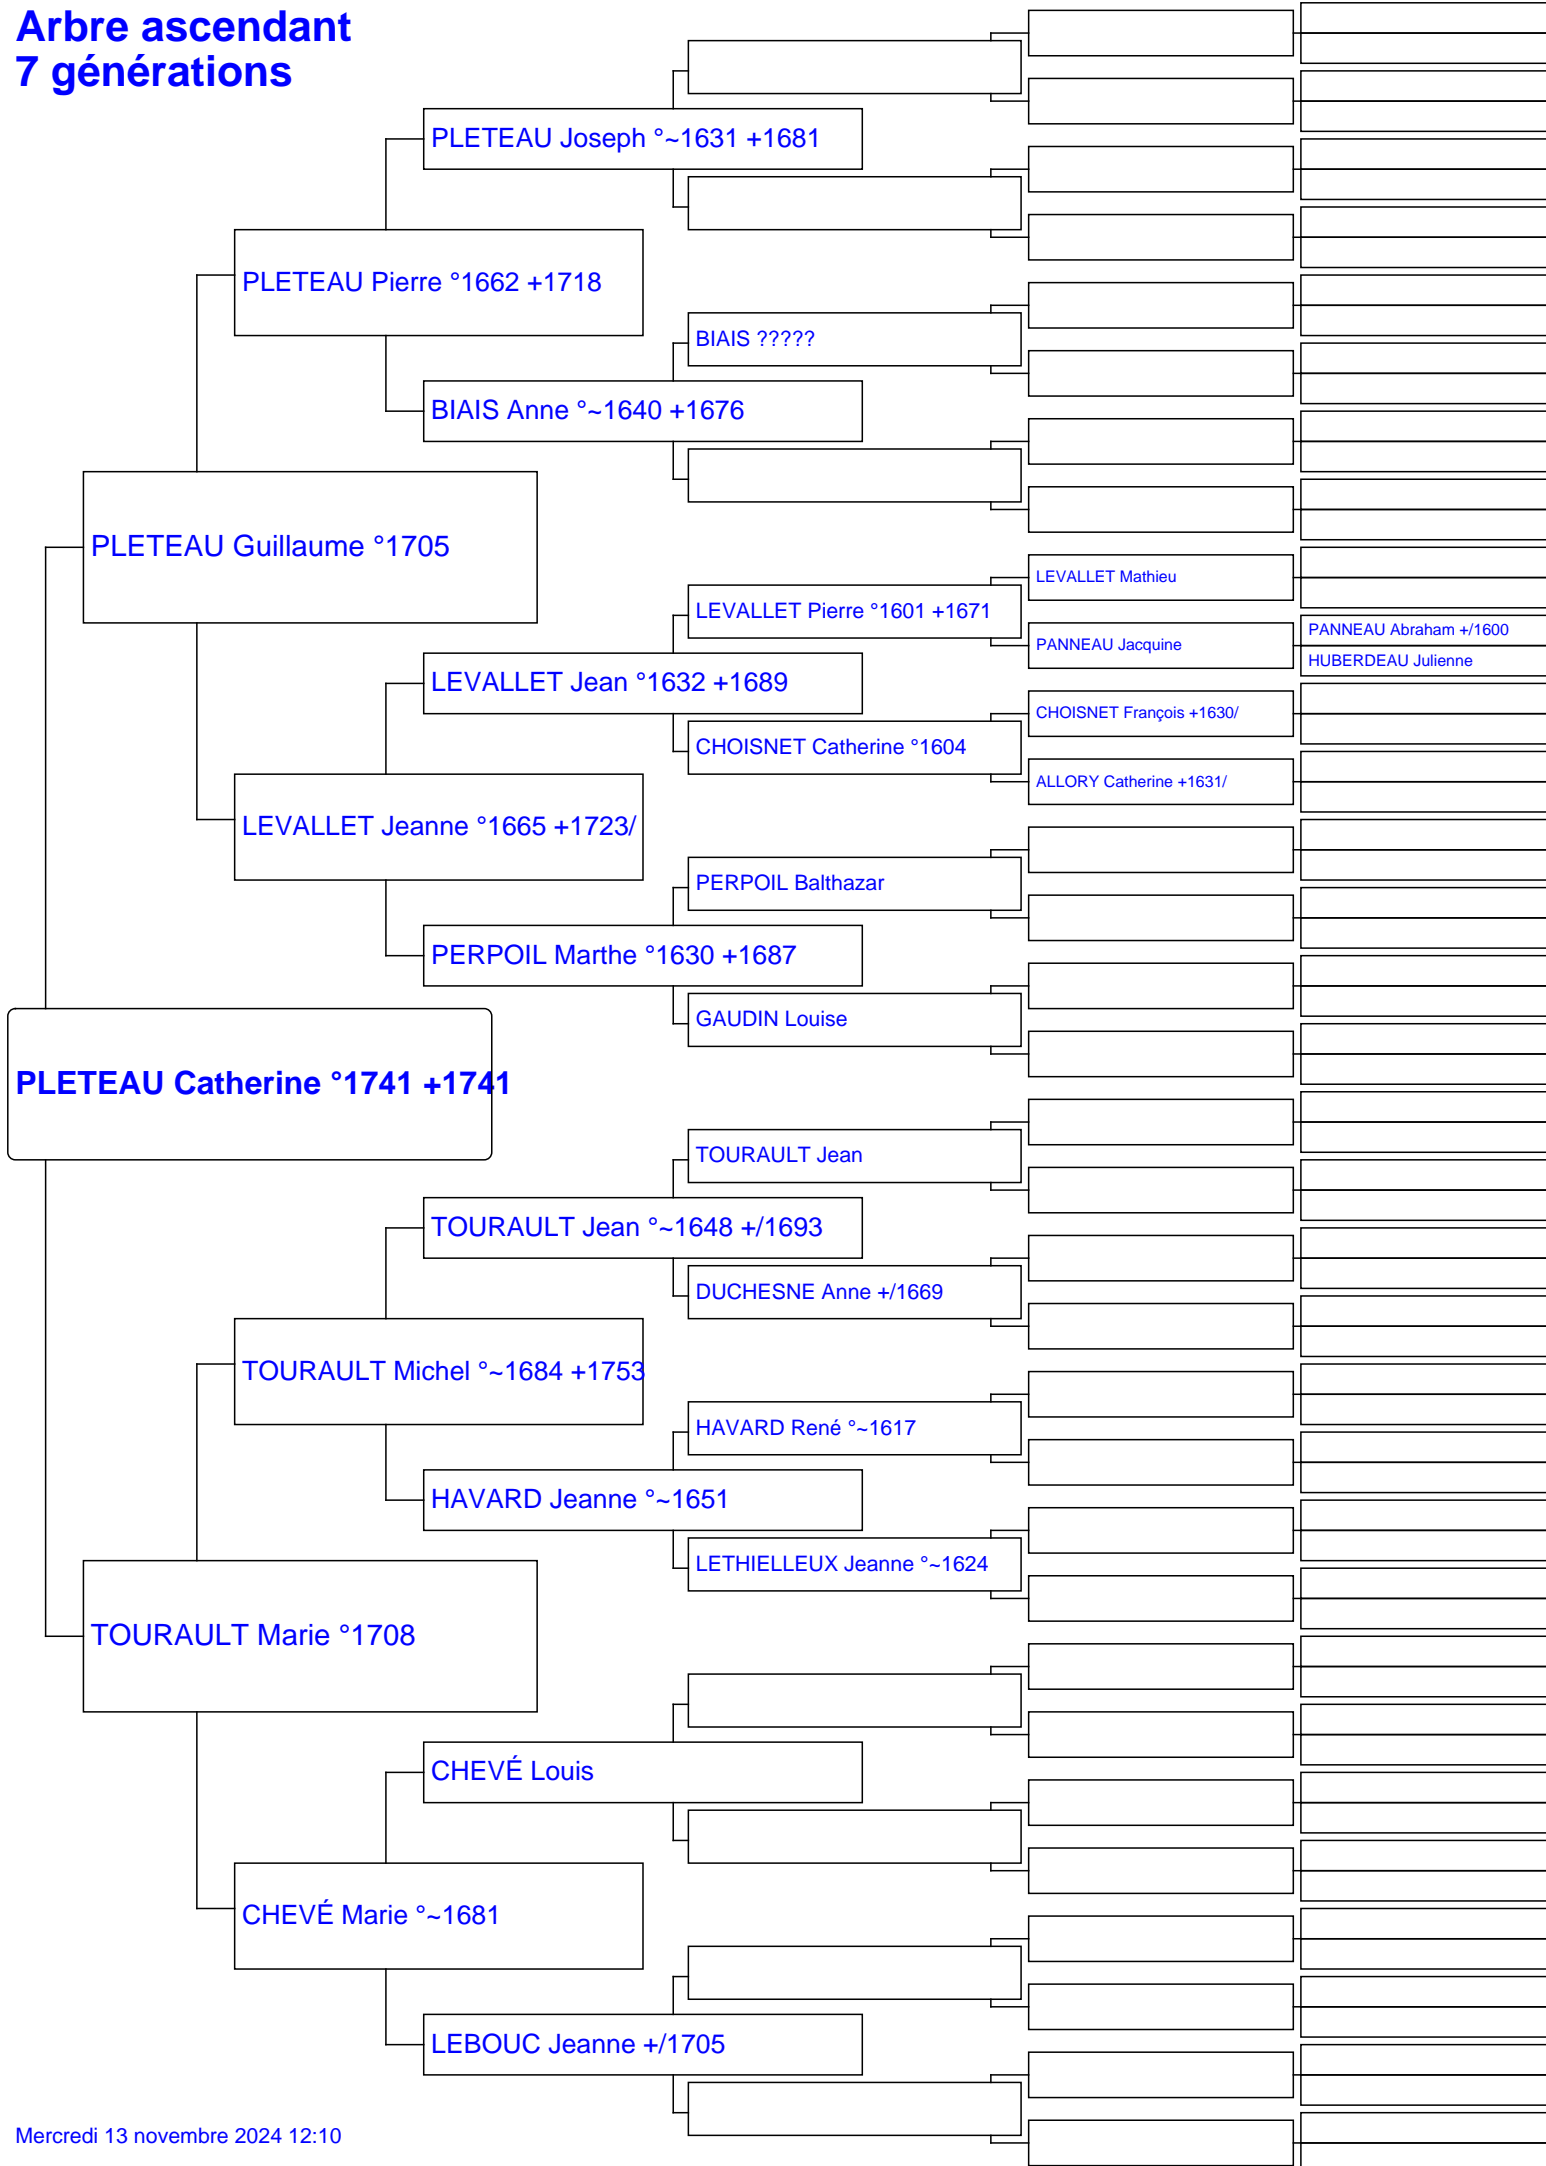 Arbre ascendant
7 générations
PLETEAU Joseph °~1631 +1681
PLETEAU Pierre °1662 +1718
BIAIS ?????
BIAIS Anne °~1640 +1676
PLETEAU Guillaume °1705
LEVALLET Mathieu
LEVALLET Pierre °1601 +1671
PANNEAU Abraham +/1600
PANNEAU Jacquine
HUBERDEAU Julienne
LEVALLET Jean °1632 +1689
CHOISNET François +1630/
CHOISNET Catherine °1604
ALLORY Catherine +1631/
LEVALLET Jeanne °1665 +1723/
PERPOIL Balthazar
PERPOIL Marthe °1630 +1687
GAUDIN Louise
PLETEAU Catherine °1741 +1741
TOURAULT Jean
TOURAULT Jean °~1648 +/1693
DUCHESNE Anne +/1669
TOURAULT Michel °~1684 +1753
HAVARD René °~1617
HAVARD Jeanne °~1651
LETHIELLEUX Jeanne °~1624
TOURAULT Marie °1708
CHEVÉ Louis
CHEVÉ Marie °~1681
LEBOUC Jeanne +/1705
Mercredi 13 novembre 2024 12:10